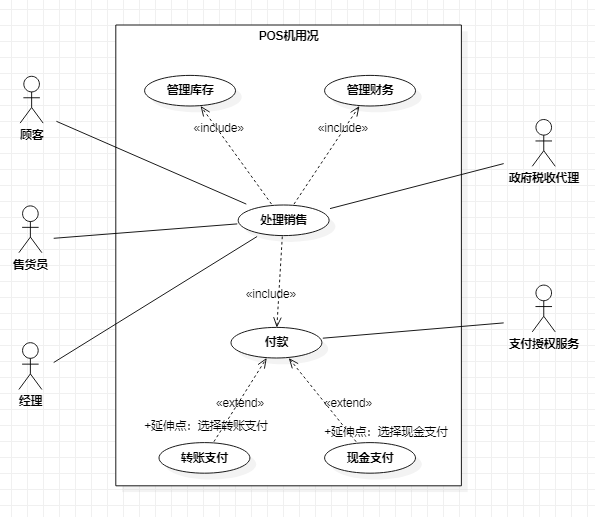 POS机用况
管理库存
管理财务
«include»
«include»
顾客
政府税收代理
处理销售
售货员
«include»
付款
支付授权服务
经理
«extend»
«extend»
+延伸点：选择转账支付
+延伸点：选择现金支付
转账支付
现金支付